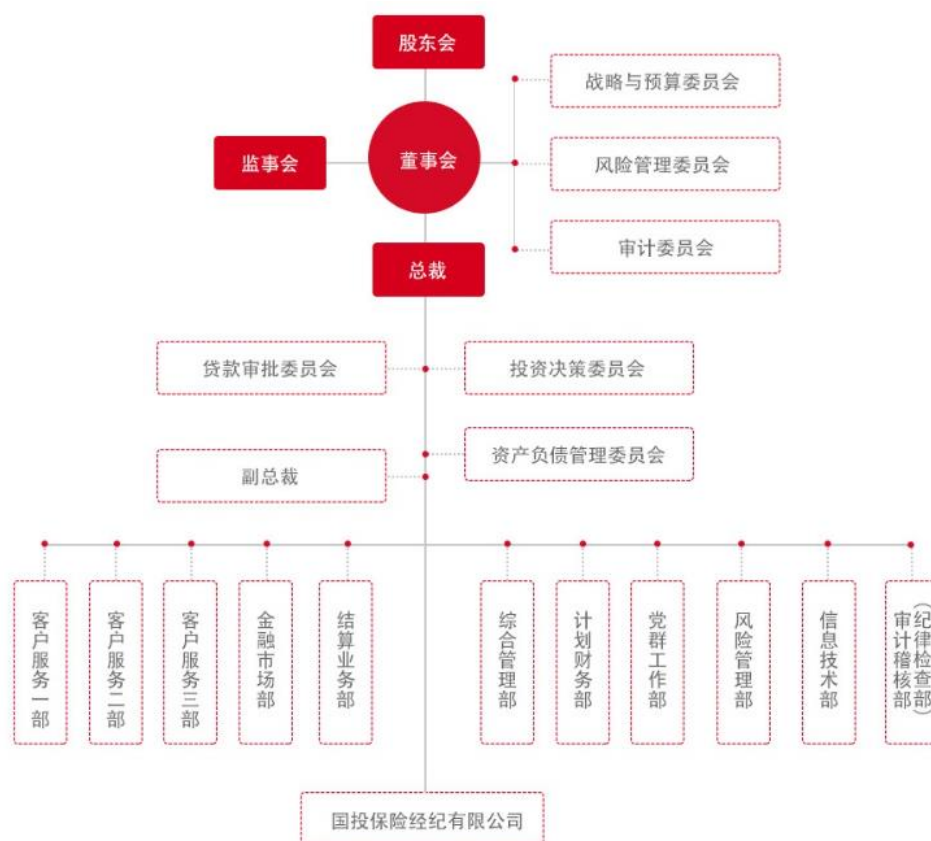 股东会
战略与预算委员会
监事会
董事会
风险管理委员会
审计委员会
总裁
贷款审批委员会
投资决策委员会
资产负债管理委员会
副总裁
客户服务一部
客户服务二部
客户服务三部
金融市场部
结算业务部
综合管理部
计划财务部
党群工作部
风险管理部
信息技术部
审计稽核部
（纪律检查部）
国投保险经纪有限公司